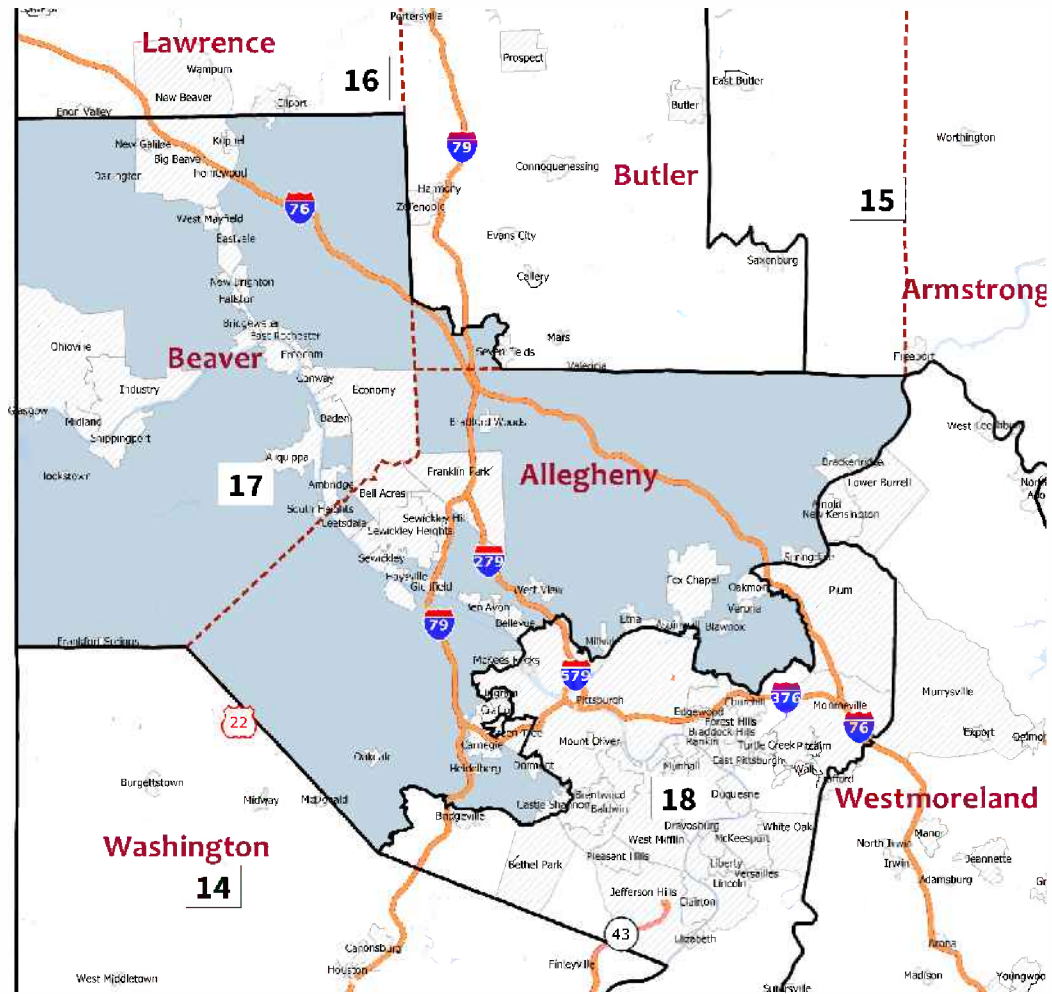 Portersville
Lawrence
Prospect
Wampum
16
East Butler
New Beaver
Butler
Ellport
Enon Valley
Worthington
79
New Galilee
Koppel
Big Beaver
Connoquenessing
Homewood
Butler
Darlington
Harmony
15
76
Zelienople
West Mayfield
Evans City
Eastvale
Saxonburg
Callery
New Brighton
Armstrong
Fallston
Bridgewater
East Rochester
Mars
Ohioville
Beaver
Freedom
Seven Fields
Freeport
Valencia
Conway
Industry
Economy
Glasgow
Midland
Baden
Bradford Woods
Shippingport
Aliquippa
Brackenridge
Hookstown
17
Franklin Park
Allegheny
Ambridge
Bell Acres
Lower Burrell
Arnold
South Heights
New Kensington
Leetsdale
Sewickley Heights
Sewickley
279
Haysville
Fox Chapel
Oakmont
Plum
Glenfield
West View
Ben Avon
Verona
79
Bellevue
Etna
Blawnox
Frankfort Springs
Millvale
McKees Rocks
579
Ingram
Pittsburgh
376
Churchill
Murrysville
Edgewood
Monroeville
22
Forest Hills
76
Green Tree
Braddock Hills
Export
Mount Oliver
Rankin
Turtle Creek
Pitcairn
Carnegie
Oakdale
East Pittsburgh
Heidelberg
Dormont
Munhall
Wall
Burgettstown
Brentwood
18
Duquesne
Midway
McDonald
Castle Shannon
Baldwin
Westmoreland
Bridgeville
Dravosburg
White Oak
Washington
West Mifflin
McKeesport
North Irwin
Manor
Pleasant Hills
Bethel Park
Liberty
Irwin
Jeannette
Versailles
14
Lincoln
Adamsburg
Jefferson Hills
Clairton
43
Elizabeth
Canonsburg
Arona
Finleyville
Houston
West Middletown
Madison